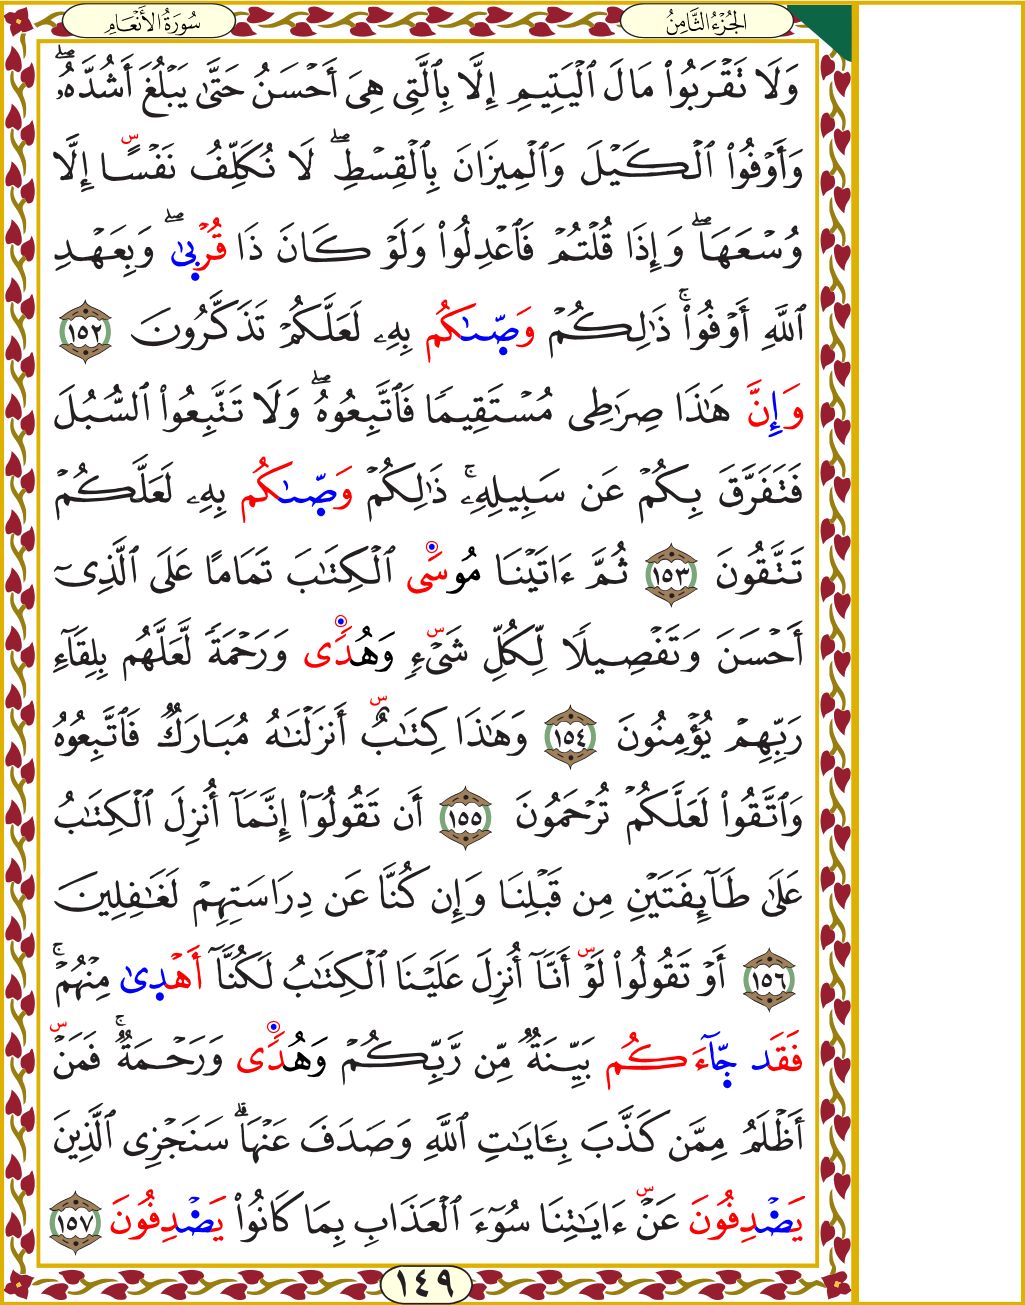 الجُزْءُ الثَّامِنُ
سُورَةُ الأَنْعَامِ
وَلَا تَقْرَبُوا۟ مَالَ ٱلْيَتِيمِ إِلَّا بِٱلَّتِى هِىَ أَحْسَنُ حَتَّىٰ يَبْلُغَ أَشُدَّهُۥۖ
وَأَوْفُوا۟ ٱلْكَيْلَ وَٱلْمِيزَانَ بِٱلْقِسْطِۖ لَا نُكَلِّفُ نَفْسًا إِلَّا
وُسْعَهَاۖ وَإِذَا قُلْتُمْ فَٱعْدِلُوا۟ وَلَوْ كَانَ ذَا قُرْبىٰۖ وَبِعَهْدِ
ٱللَّهِ أَوْفُوا۟ۚ ذَٰلِكُمْ وَصّىٰكُم بِهِۦ لَعَلَّكُمْ تَذَكَّرُونَ ١٥٢
وَإِنَّ هَٰذَا صِرَٰطِى مُسْتَقِيمًا فَٱتَّبِعُوهُۖ وَلَا تَتَّبِعُوا۟ ٱلسُّبُلَ
فَتَفَرَّقَ بِكُمْ عَن سَبِيلِهِۦۚ ذَٰلِكُمْ وَصّىٰكُم بِهِۦ لَعَلَّكُمْ
تَتَّقُونَ ١٥٣ ثُمَّ ءَاتَيْنَا مُوسَى ٱلْكِتَٰبَ تَمَامًا عَلَى ٱلَّذِىٓ
أَحْسَنَ وَتَفْصِيلًا لِّكُلِّ شَىْءٍ وَهُدًى وَرَحْمَةً لَّعَلَّهُم بِلِقَآءِ
رَبِّهِمْ يُؤْمِنُونَ ١٥٤ وَهَٰذَا كِتَٰبٌ أَنزَلْنَٰهُ مُبَارَكٌ فَٱتَّبِعُوهُ
وَٱتَّقُوا۟ لَعَلَّكُمْ تُرْحَمُونَ ١٥٥ أَن تَقُولُوٓا۟ إِنَّمَآ أُنزِلَ ٱلْكِتَٰبُ
عَلَىٰ طَآئِفَتَيْنِ مِن قَبْلِنَا وَإِن كُنَّا عَن دِرَاسَتِهِمْ لَغَٰفِلِينَ
١٥٦ أَوْ تَقُولُوا۟ لَوْ أَنَّآ أُنزِلَ عَلَيْنَا ٱلْكِتَٰبُ لَكُنَّآ أَهْدىٰ مِنْهُمْۚ
فَقَد جّآءَكُم بَيِّنَةٌ مِّن رَّبِّكُمْ وَهُدًى وَرَحْمَةٌۚ فَمَنْ
أَظْلَمُ مِمَّن كَذَّبَ بِـَٔايَٰتِ ٱللَّهِ وَصَدَفَ عَنْهَاۗ سَنَجْزِى ٱلَّذِينَ
يَصْدِفُونَ عَنْ ءَايَٰتِنَا سُوٓءَ ٱلْعَذَابِ بِمَا كَانُوا۟ يَصْدِفُونَ ١٥٧
١٤٩